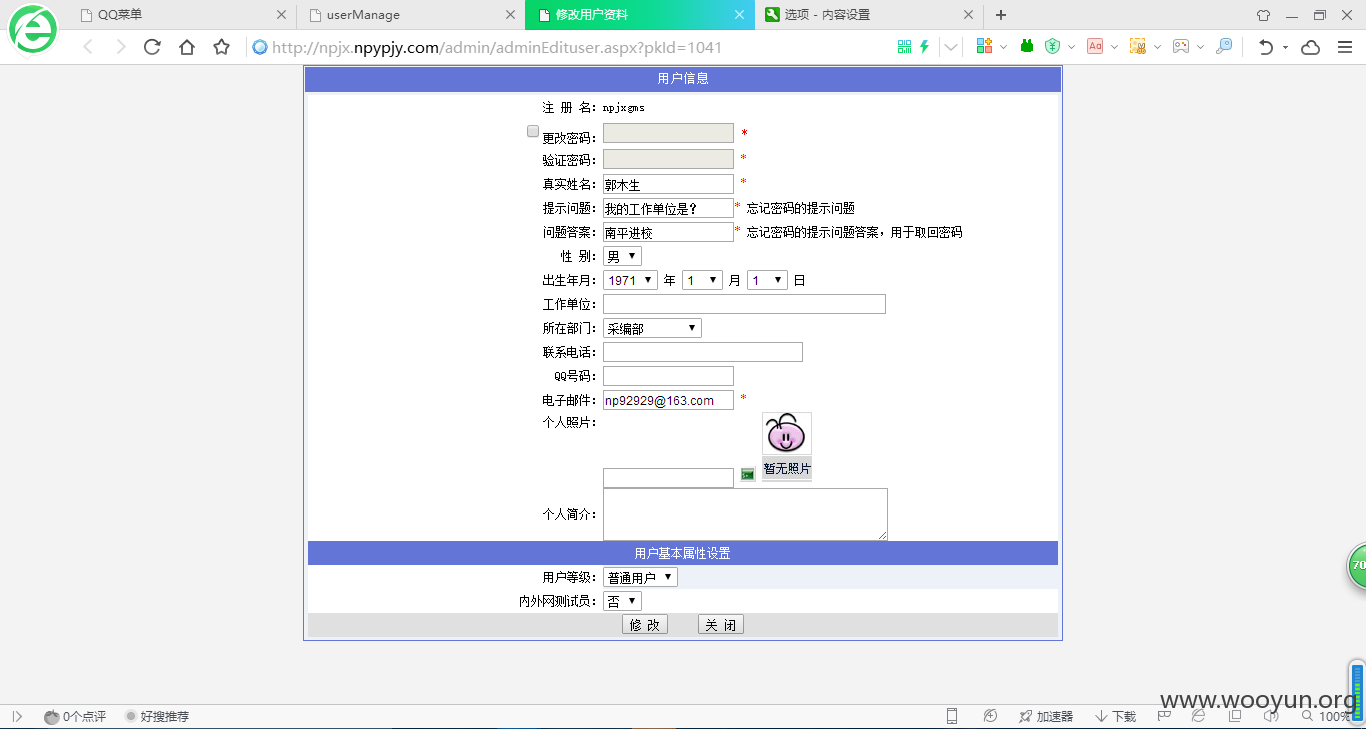 QQ菜单
userManage
修改用户资料
选项 - 内容设置
http://npjx.npypjy.com/admin/adminEdituser.aspx?pkId=1041
用户信息
注 册 名：npjxgms
更改密码： *
验证密码： *
真实姓名：郭木生 *
提示问题：我的工作单位是？* 忘记密码的提示问题
问题答案：南平进校 * 忘记密码的提示问题答案，用于取回密码
性 别：男
出生年月：1971 年 1 月 1 日
工作单位：
所在部门：采编部
联系电话：
QQ号码：
电子邮件：np92929@163.com *
个人照片：
暂无照片
个人简介：
用户基本属性设置
用户等级：普通用户
内外网测试员：否
修 改 关 闭
70
www.wooyun.org
0个点评 好搜推荐 加速器 下载 100%